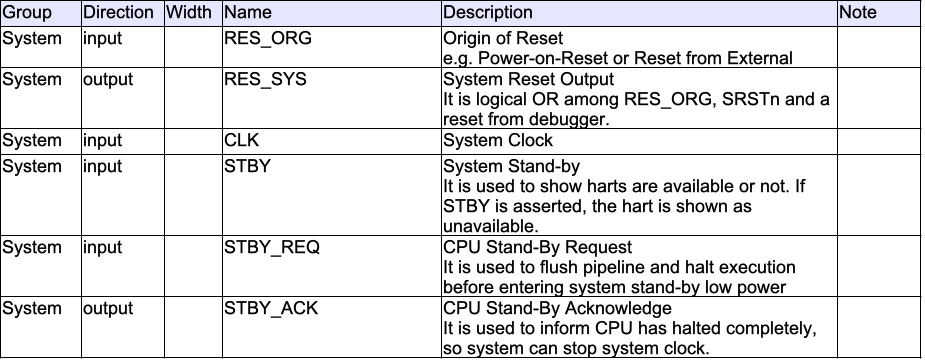 Group Direction Width Name Description Note
System input RES_ORG Origin of Reset
e.g. Power-on-Reset or Reset from External
System output RES_SYS System Reset Output
It is logical OR among RES_ORG, SRSTn and a
reset from debugger.
System input CLK System Clock
System input STBY System Stand-by
It is used to show harts are available or not. If
STBY is asserted, the hart is shown as
unavailable.
System input STBY_REQ CPU Stand-By Request
It is used to flush pipeline and halt execution
before entering system stand-by low power
System output STBY_ACK CPU Stand-By Acknowledge
It is used to inform CPU has halted completely,
so system can stop system clock.